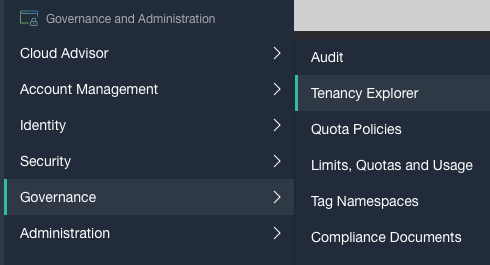 Governance and Administration
Cloud Advisor
Account Management
Identity
Security
Governance
Administration
Audit
Tenancy Explorer
Quota Policies
Limits, Quotas and Usage
Tag Namespaces
Compliance Documents